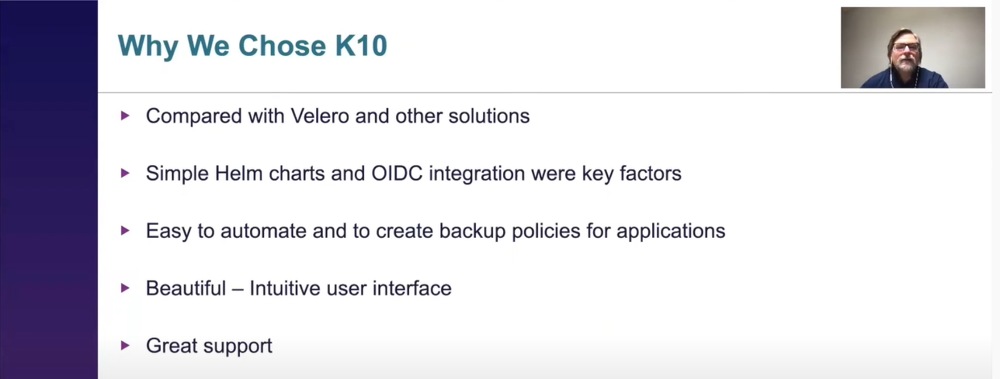 Why We Chose K10
Compared with Velero and other solutions
Simple Helm charts and OIDC integration were key factors
Easy to automate and to create backup policies for applications
Beautiful – Intuitive user interface
Great support